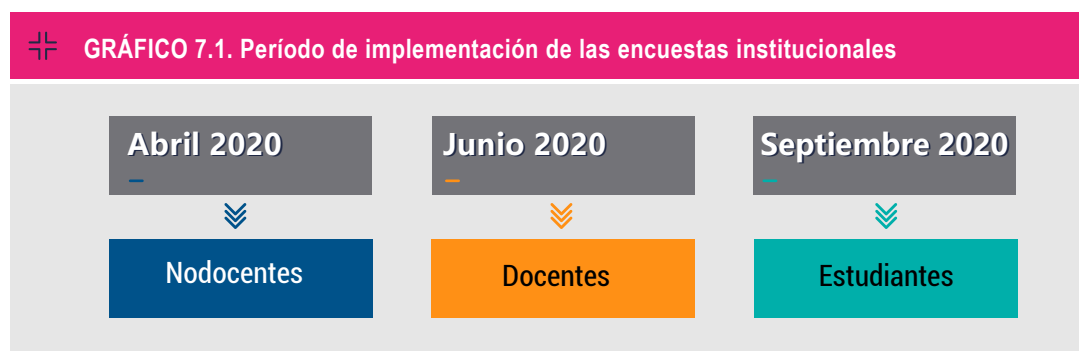 GRÁFICO 7.1. Período de implementación de las encuestas institucionales
Abril 2020
Junio 2020
Septiembre 2020
Nodocentes
Docentes
Estudiantes